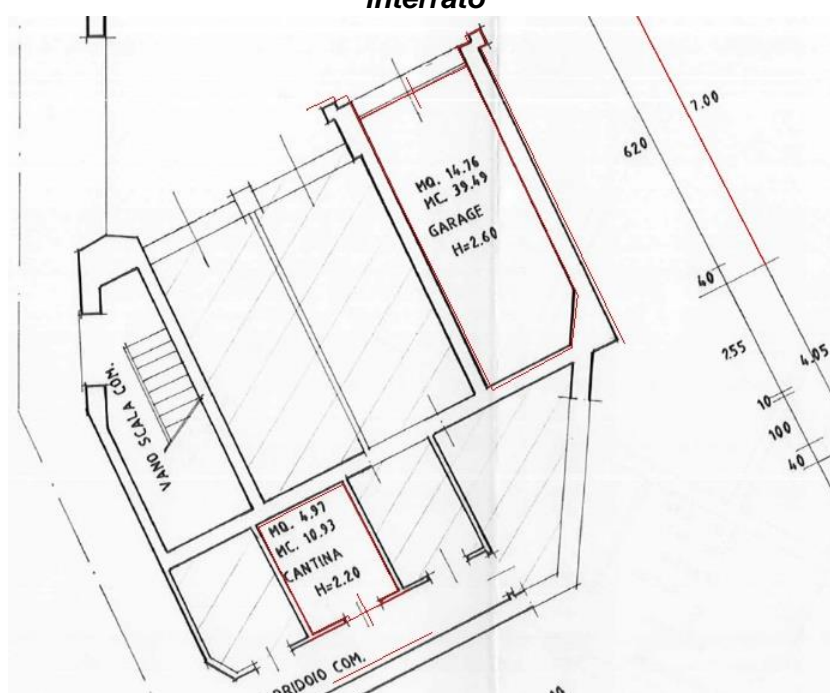 Interrato
MQ. 14.76
MC. 39.49
GARAGE
H=2.60
7.00
620
40
255
4.05
10
100
40
VANO SCALA COM.
MQ. 4.97
MC. 10.93
CANTINA
H=2.20
RRIDOIO COM.